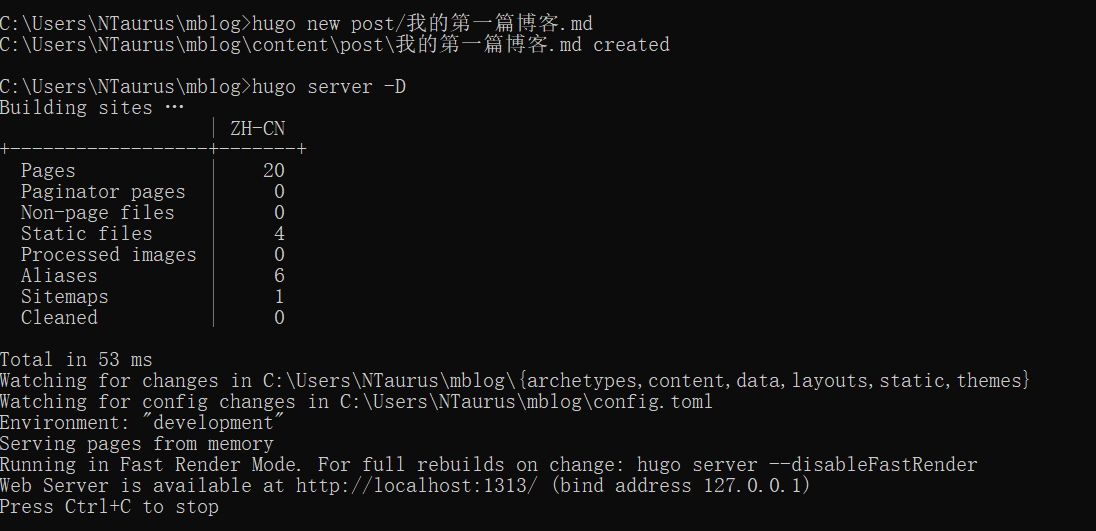 C:\Users\NTaurus\mblog>hugo new post/我的第一篇博客.md
C:\Users\NTaurus\mblog\content\post\我的第一篇博客.md created
C:\Users\NTaurus\mblog>hugo server -D
Building sites …
| ZH-CN
+------------------+-------+
Pages | 20
Paginator pages | 0
Non-page files | 0
Static files | 4
Processed images | 0
Aliases | 6
Sitemaps | 1
Cleaned | 0
Total in 53 ms
Watching for changes in C:\Users\NTaurus\mblog\{archetypes,content,data,layouts,static,themes}
Watching for config changes in C:\Users\NTaurus\mblog\config.toml
Environment: "development"
Serving pages from memory
Running in Fast Render Mode. For full rebuilds on change: hugo server --disableFastRender
Web Server is available at http://localhost:1313/ (bind address 127.0.0.1)
Press Ctrl+C to stop